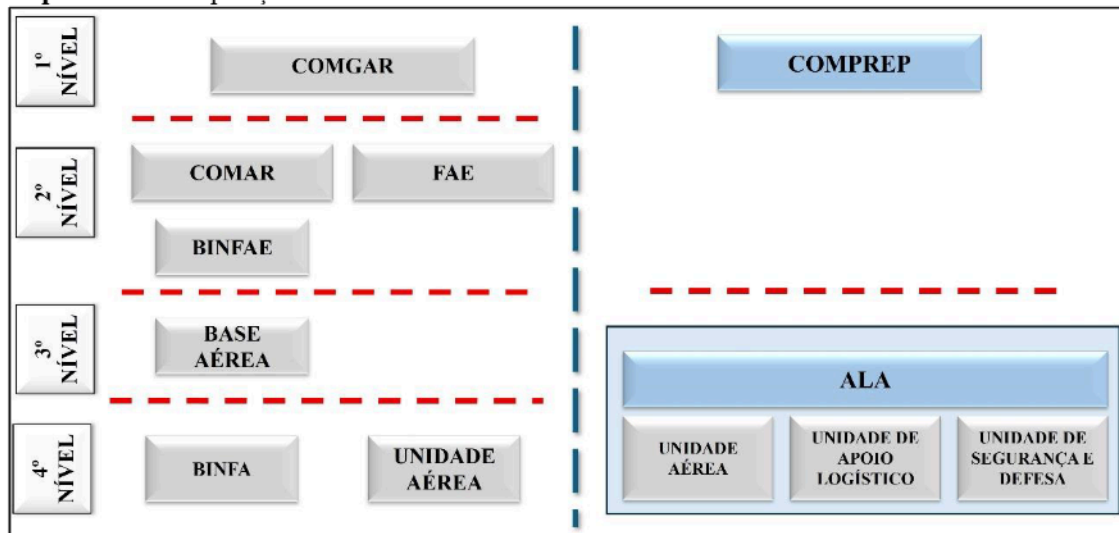 1º
NÍVEL
COMGAR
COMPREP
2º
NÍVEL
COMAR
FAE
BINFAE
3º
NÍVEL
BASE
AÉREA
ALA
4º
NÍVEL
BINFA
UNIDADE
AÉREA
UNIDADE
AÉREA
UNIDADE DE
APOIO
LOGÍSTICO
UNIDADE DE
SEGURANÇA E
DEFESA